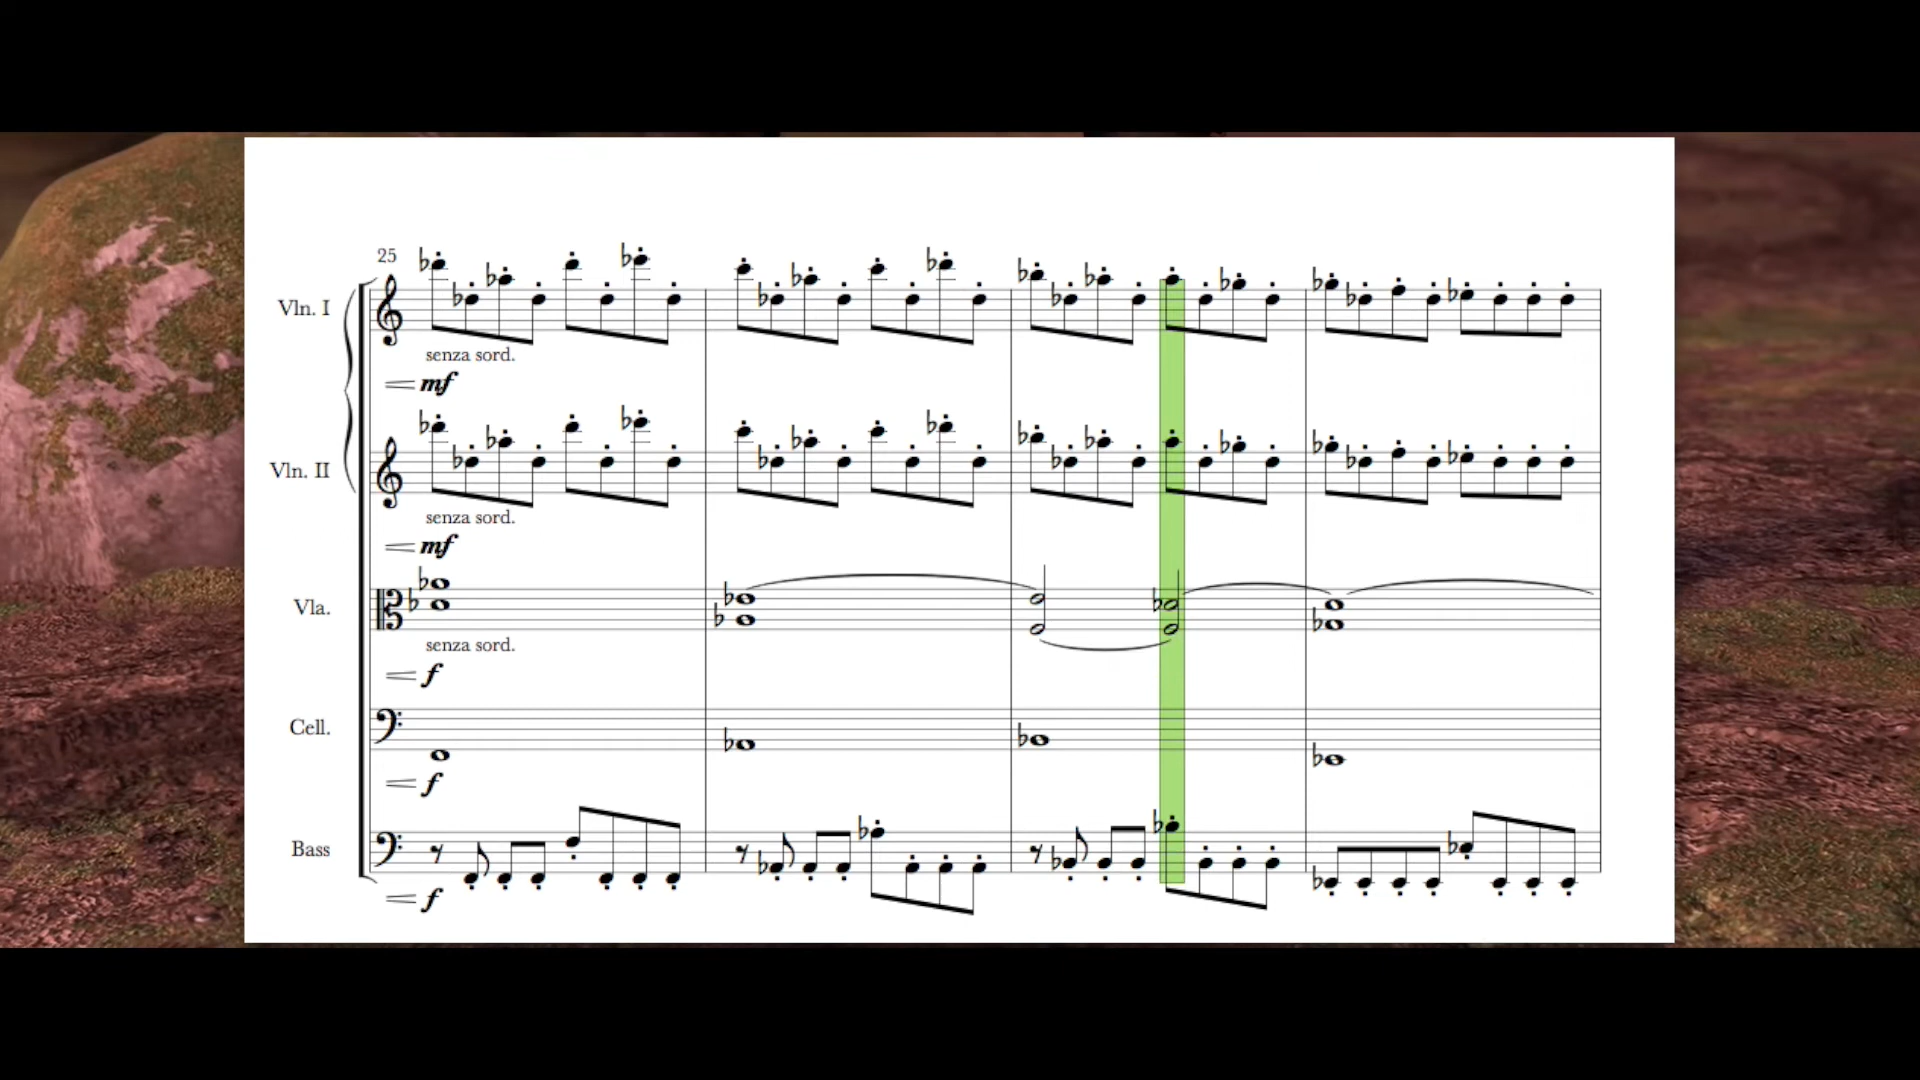 25
Vln. I
senza sord.
mf
Vln. II
senza sord.
mf
Vla.
senza sord.
f
Cell.
f
Bass
f